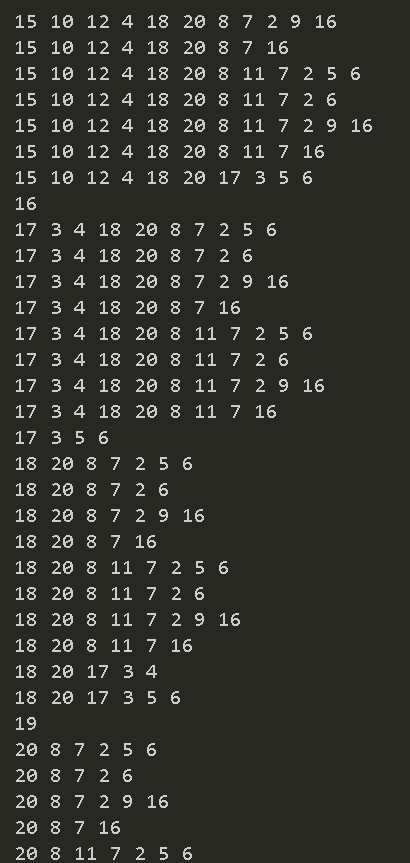 15 10 12 4 18 20 8 7 2 9 16
15 10 12 4 18 20 8 7 16
15 10 12 4 18 20 8 11 7 2 5 6
15 10 12 4 18 20 8 11 7 2 6
15 10 12 4 18 20 8 11 7 2 9 16
15 10 12 4 18 20 8 11 7 16
15 10 12 4 18 20 17 3 5 6
16
17 3 4 18 20 8 7 2 5 6
17 3 4 18 20 8 7 2 6
17 3 4 18 20 8 7 2 9 16
17 3 4 18 20 8 7 16
17 3 4 18 20 8 11 7 2 5 6
17 3 4 18 20 8 11 7 2 6
17 3 4 18 20 8 11 7 2 9 16
17 3 4 18 20 8 11 7 16
17 3 5 6
18 20 8 7 2 5 6
18 20 8 7 2 6
18 20 8 7 2 9 16
18 20 8 7 16
18 20 8 11 7 2 5 6
18 20 8 11 7 2 6
18 20 8 11 7 2 9 16
18 20 8 11 7 16
18 20 17 3 4
18 20 17 3 5 6
19
20 8 7 2 5 6
20 8 7 2 6
20 8 7 2 9 16
20 8 7 16
20 8 11 7 2 5 6